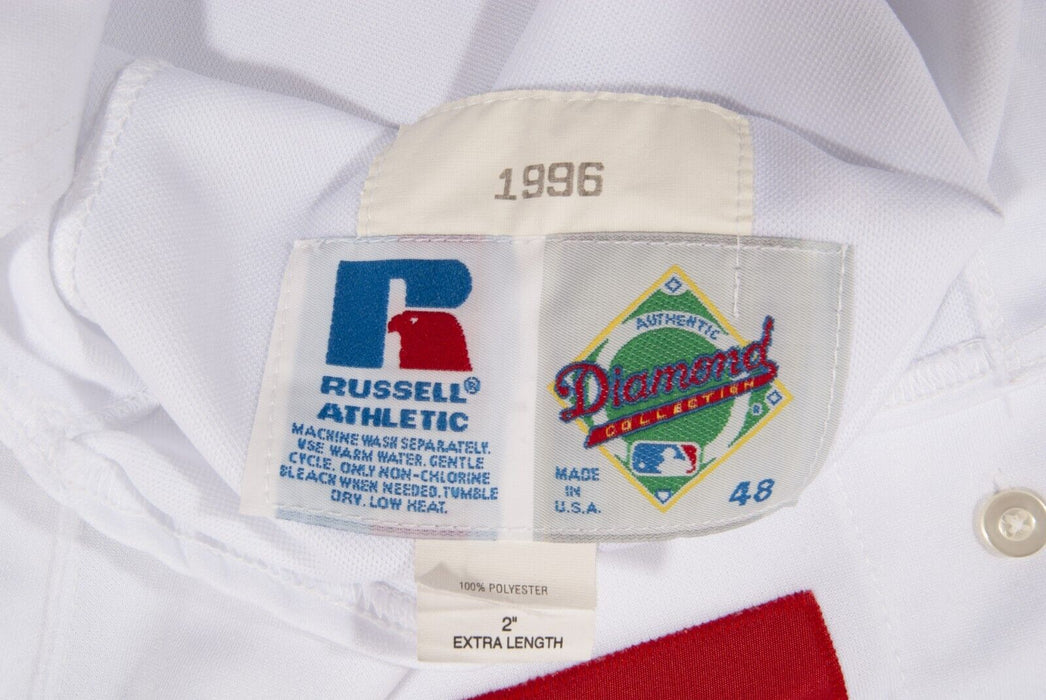 1996
RUSSELL®
ATHLETIC
MACHINE WASH SEPARATELY.
USE WARM WATER. GENTLE
CYCLE. ONLY NON-CHLORINE
BLEACH WHEN NEEDED. TUMBLE
DRY. LOW HEAT.
AUTHENTIC
Diamond
COLLECTION
MADE
IN
U.S.A.
48
100% POLYESTER
2"
EXTRA LENGTH